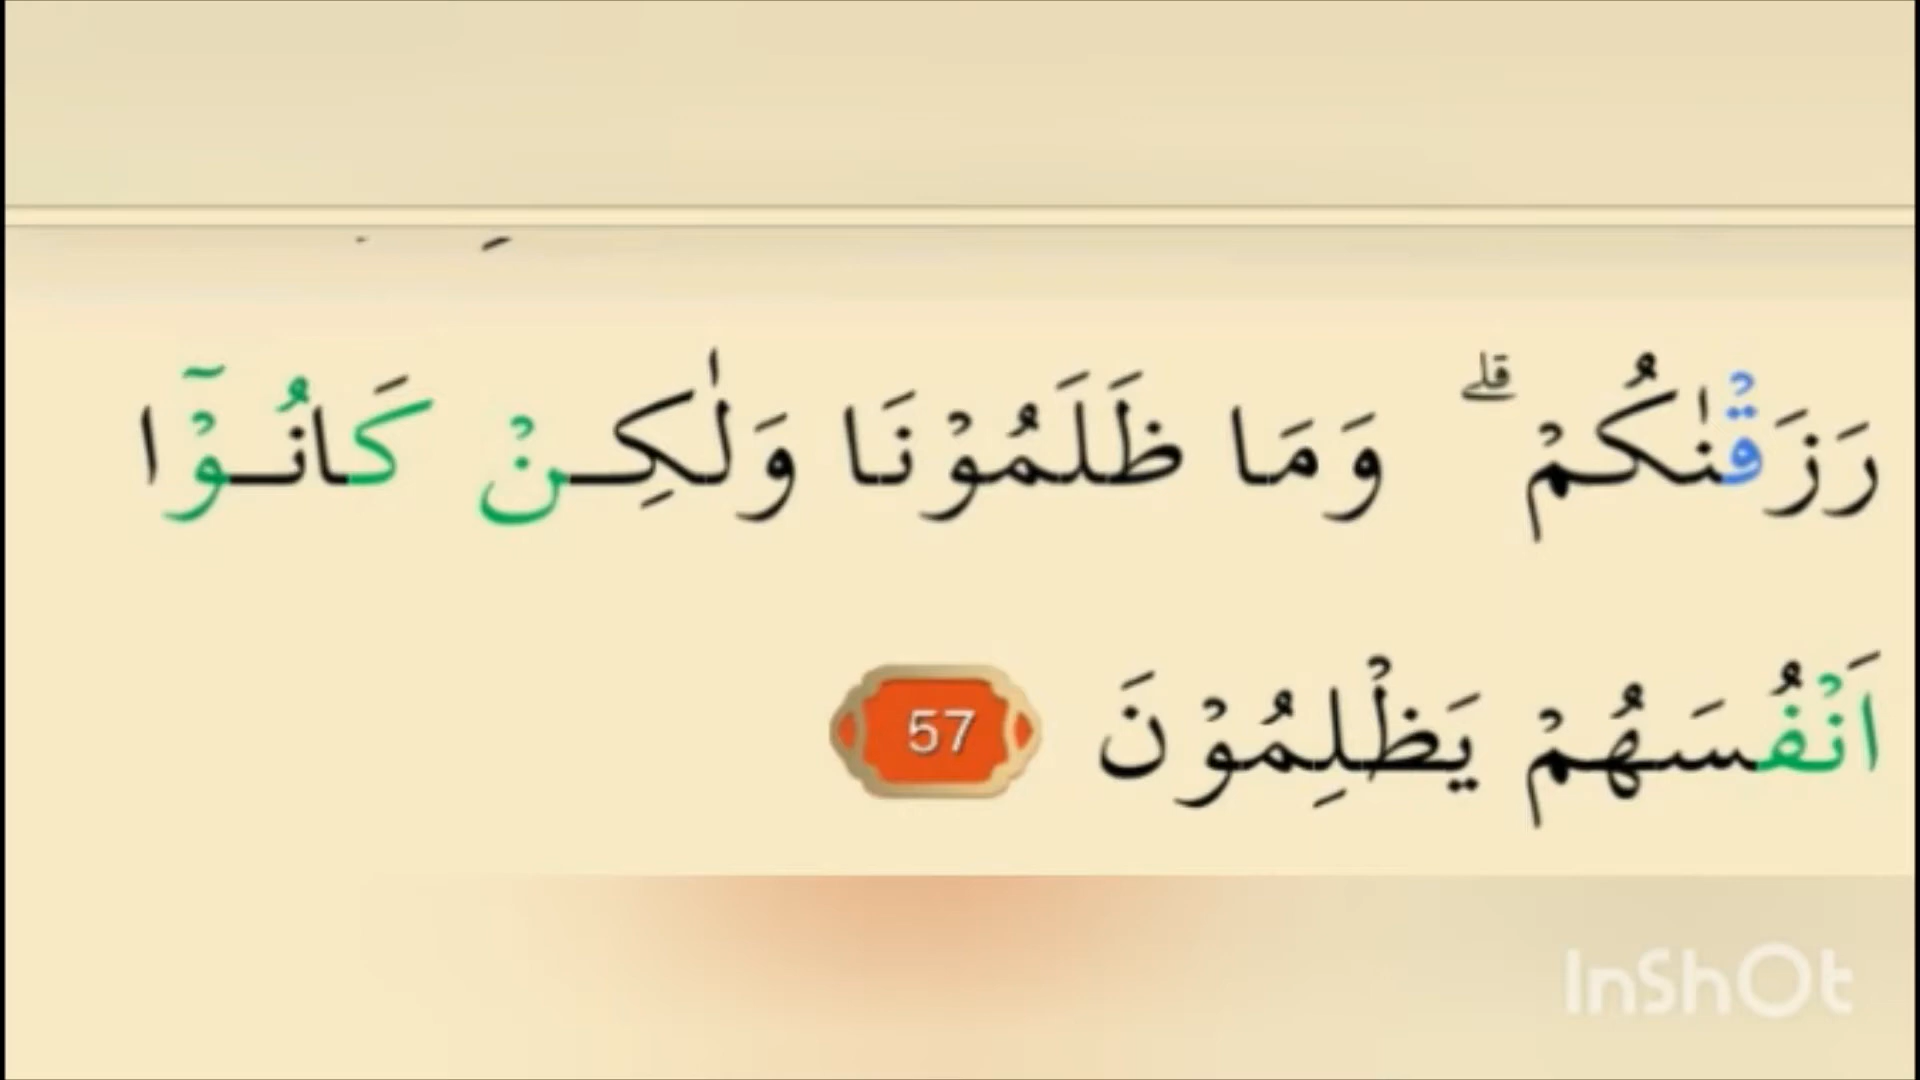 رَزَقْنٰكُمْ ۗ وَمَا ظَلَمُوْنَا وَلٰكِنْ كَانُوْٓا
اَنْفُسَهُمْ يَظْلِمُوْنَ 57
InShOt